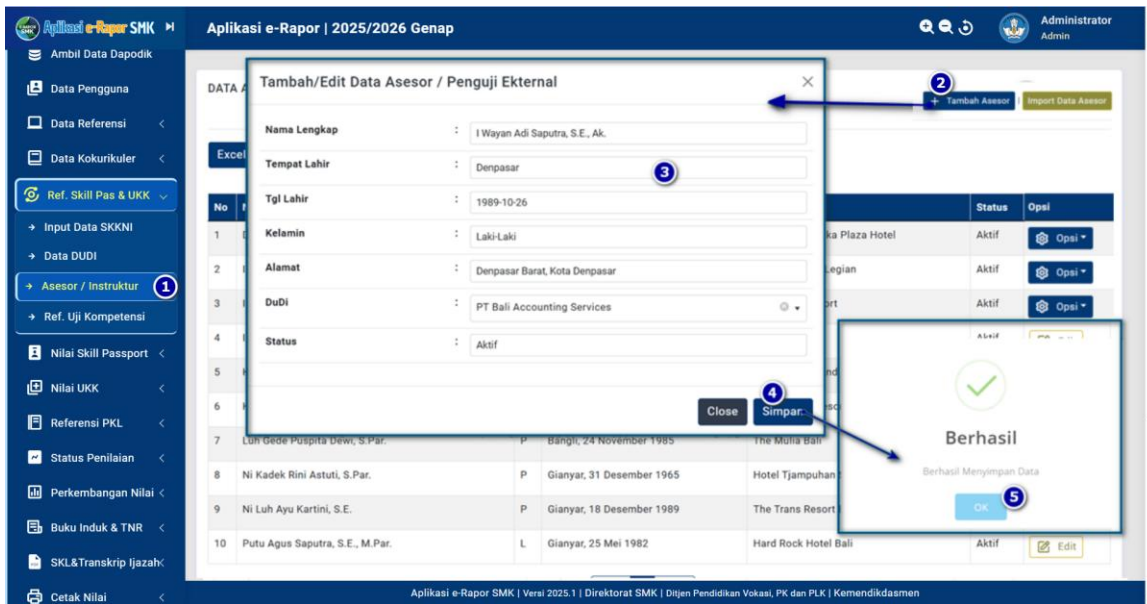 Aplikasi e-Rapor SMK
Aplikasi e-Rapor | 2025/2026 Genap
Administrator
Admin
Ambil Data Dapodik
Data Pengguna
Data Referensi
Data Kokurikuler
Ref. Skill Pas & UKK
Input Data SKKNI
Data DUDI
Asesor / Instruktur
1
Ref. Uji Kompetensi
Nilai Skill Passport
Nilai UKK
Referensi PKL
Status Penilaian
Perkembangan Nilai
Buku Induk & TNR
SKL&Transkrip Ijazah
Cetak Nilai
DATA
2
+ Tambah Asesor | Import Data Asesor
Excel
Tambah/Edit Data Asesor / Penguji Ekternal
Nama Lengkap : I Wayan Adi Saputra, S.E., Ak.
Tempat Lahir : Denpasar
3
Tgl Lahir : 1989-10-26
Kelamin : Laki-Laki
Alamat : Denpasar Barat, Kota Denpasar
DuDi : PT Bali Accounting Services
Status : Aktif
Close
4
Simpan
No Status Opsi
1 ka Plaza Hotel Aktif Opsi
2 Legian Aktif Opsi
3 Aktif Opsi
4
5
6
7 Luh Gede Puspita Dewi, S.Par. P Bangli, 24 November 1985 The Mulia Bali
8 Ni Kadek Rini Astuti, S.Par. P Gianyar, 31 Desember 1965 Hotel Tjampuhan
9 Ni Luh Ayu Kartini, S.E. P Gianyar, 18 Desember 1989 The Trans Resort
10 Putu Agus Saputra, S.E., M.Par. L Gianyar, 25 Mei 1982 Hard Rock Hotel Bali Aktif Edit
Berhasil
Berhasil Menyimpan Data
OK
5
Aplikasi e-Rapor SMK | Versi 2025.1 | Direktorat SMK | Ditjen Pendidikan Vokasi, PK dan PLK | Kemendikdasmen